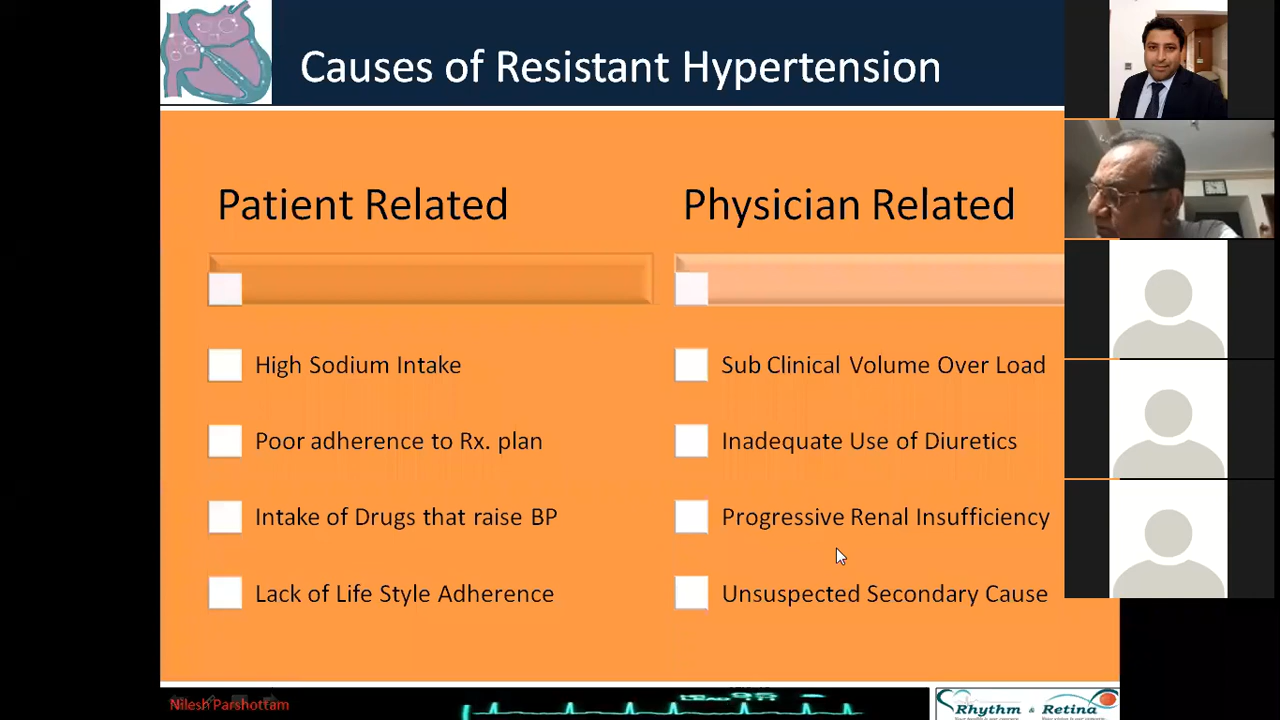 Causes of Resistant Hypertension
Patient Related
Physician Related
High Sodium Intake
Poor adherence to Rx. plan
Intake of Drugs that raise BP
Lack of Life Style Adherence
Sub Clinical Volume Over Load
Inadequate Use of Diuretics
Progressive Renal Insufficiency
Unsuspected Secondary Cause
Nilesh Parshottam
Rhythm & Retina